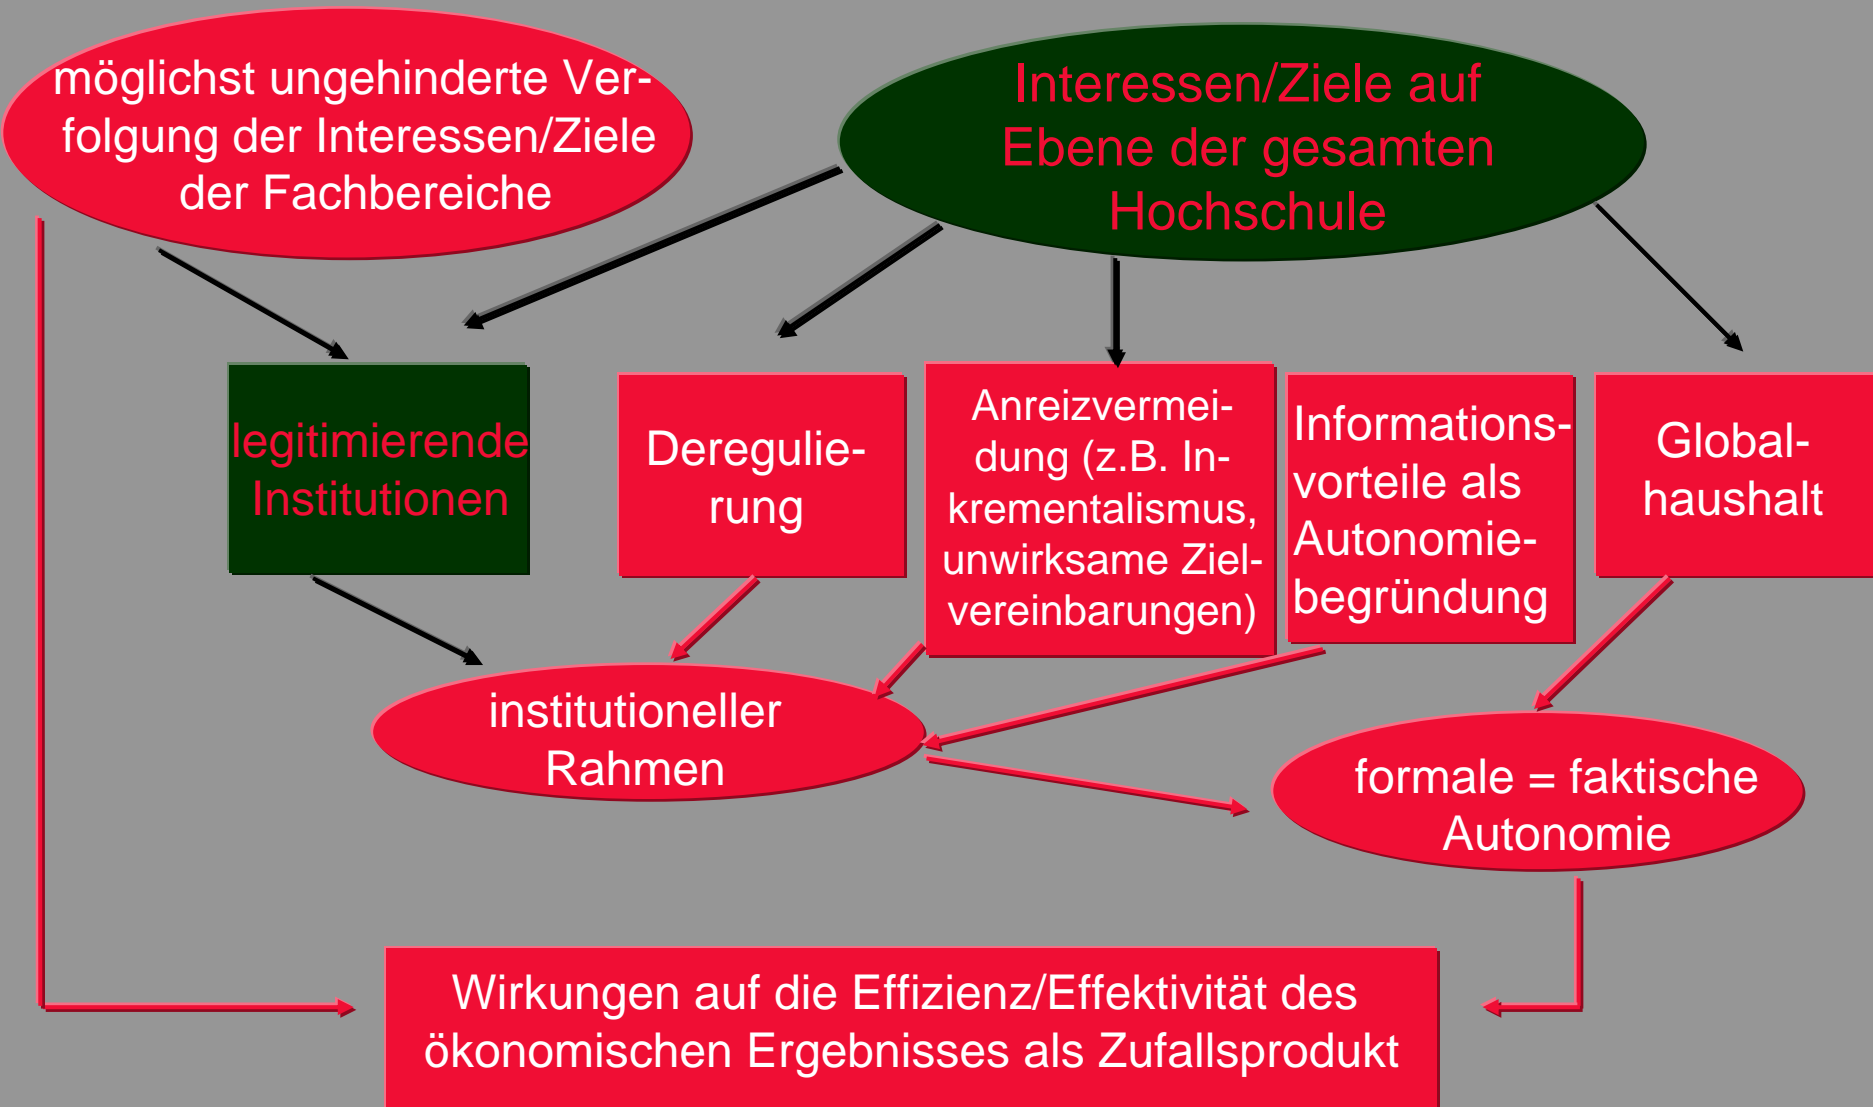 möglichst ungehinderte Ver-
folgung der Interessen/Ziele
der Fachbereiche
Interessen/Ziele auf
Ebene der gesamten
Hochschule
legitimierende
Institutionen
Deregulie-
rung
Anreizvermei-
dung (z.B. In-
krementalismus,
unwirksame Ziel-
vereinbarungen)
Informations-
vorteile als
Autonomie-
begründung
Global-
haushalt
institutioneller
Rahmen
formale = faktische
Autonomie
Wirkungen auf die Effizienz/Effektivität des
ökonomischen Ergebnisses als Zufallsprodukt